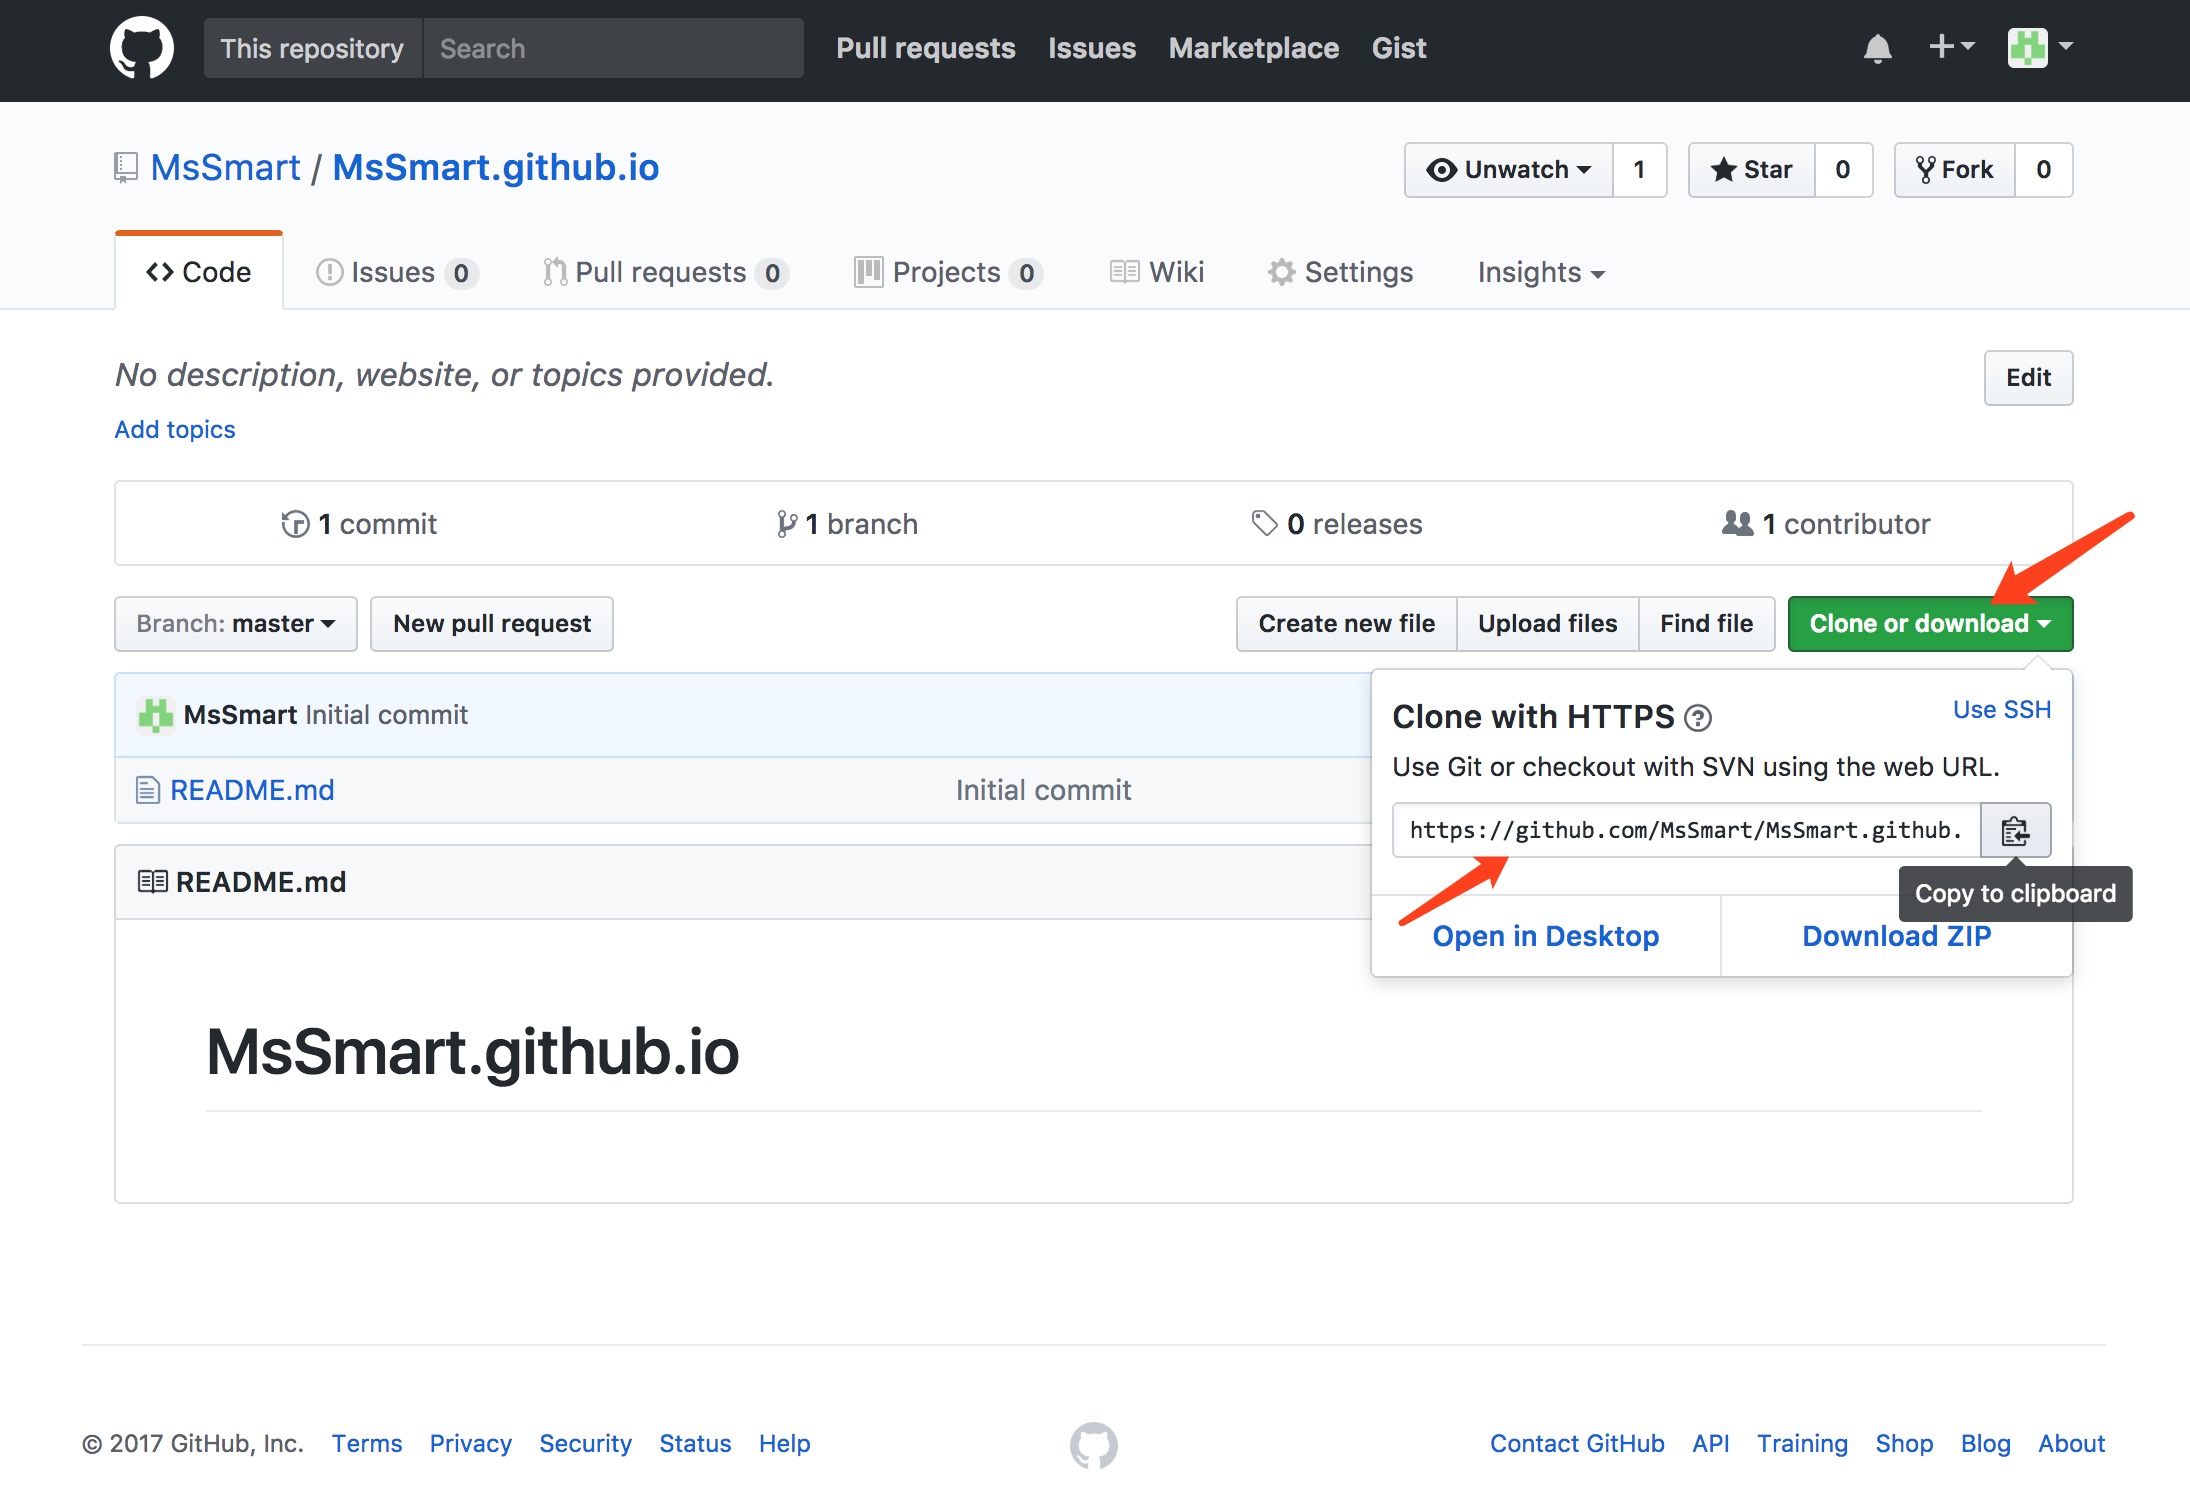 This repository Search Pull requests Issues Marketplace Gist
MsSmart / MsSmart.github.io Unwatch 1 Star 0 Fork 0
Code Issues 0 Pull requests 0 Projects 0 Wiki Settings Insights
No description, website, or topics provided. Edit
Add topics
1 commit 1 branch 0 releases 1 contributor
Branch: master New pull request Create new file Upload files Find file Clone or download
MsSmart Initial commit
README.md Initial commit
Clone with HTTPS Use SSH
Use Git or checkout with SVN using the web URL.
https://github.com/MsSmart/MsSmart.github.
Copy to clipboard
Open in Desktop Download ZIP
README.md
MsSmart.github.io
© 2017 GitHub, Inc. Terms Privacy Security Status Help Contact GitHub API Training Shop Blog About